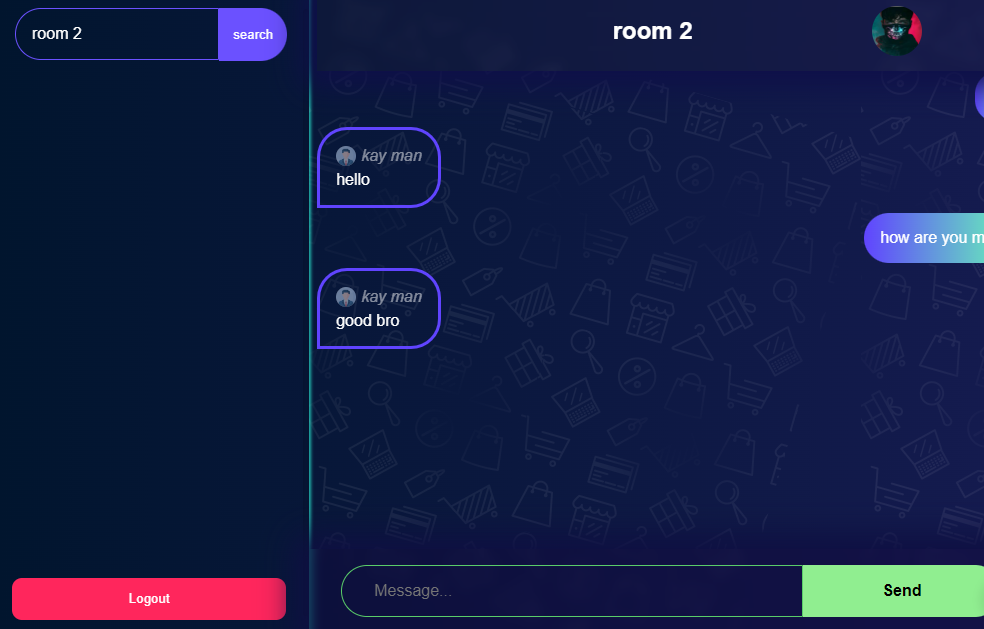 room 2
search
room 2
kay man
hello
how are you m
kay man
good bro
Message...
Send
Logout